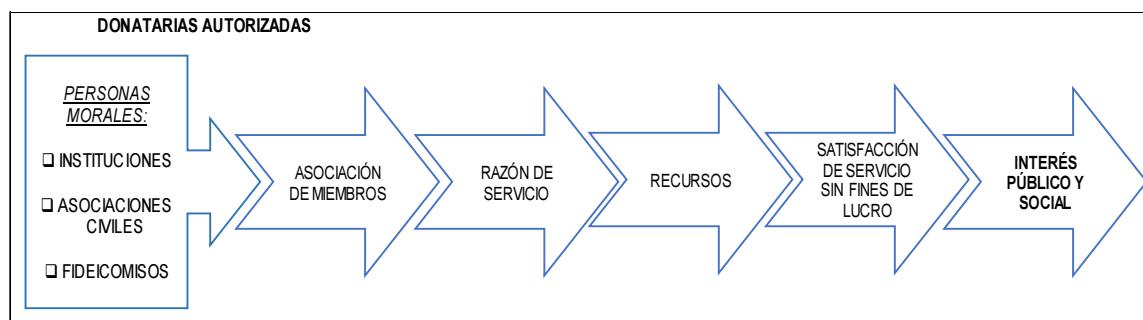 DONATARIAS AUTORIZADAS
PERSONAS
MORALES:
❑ INSTITUCIONES
❑ ASOCIACIONES
CIVILES
❑ FIDEICOMISOS
ASOCIACIÓN
DE MIEMBROS
RAZÓN DE
SERVICIO
RECURSOS
SATISFACCIÓN
DE SERVICIO
SIN FINES DE
LUCRO
INTERÉS
PÚBLICO Y
SOCIAL